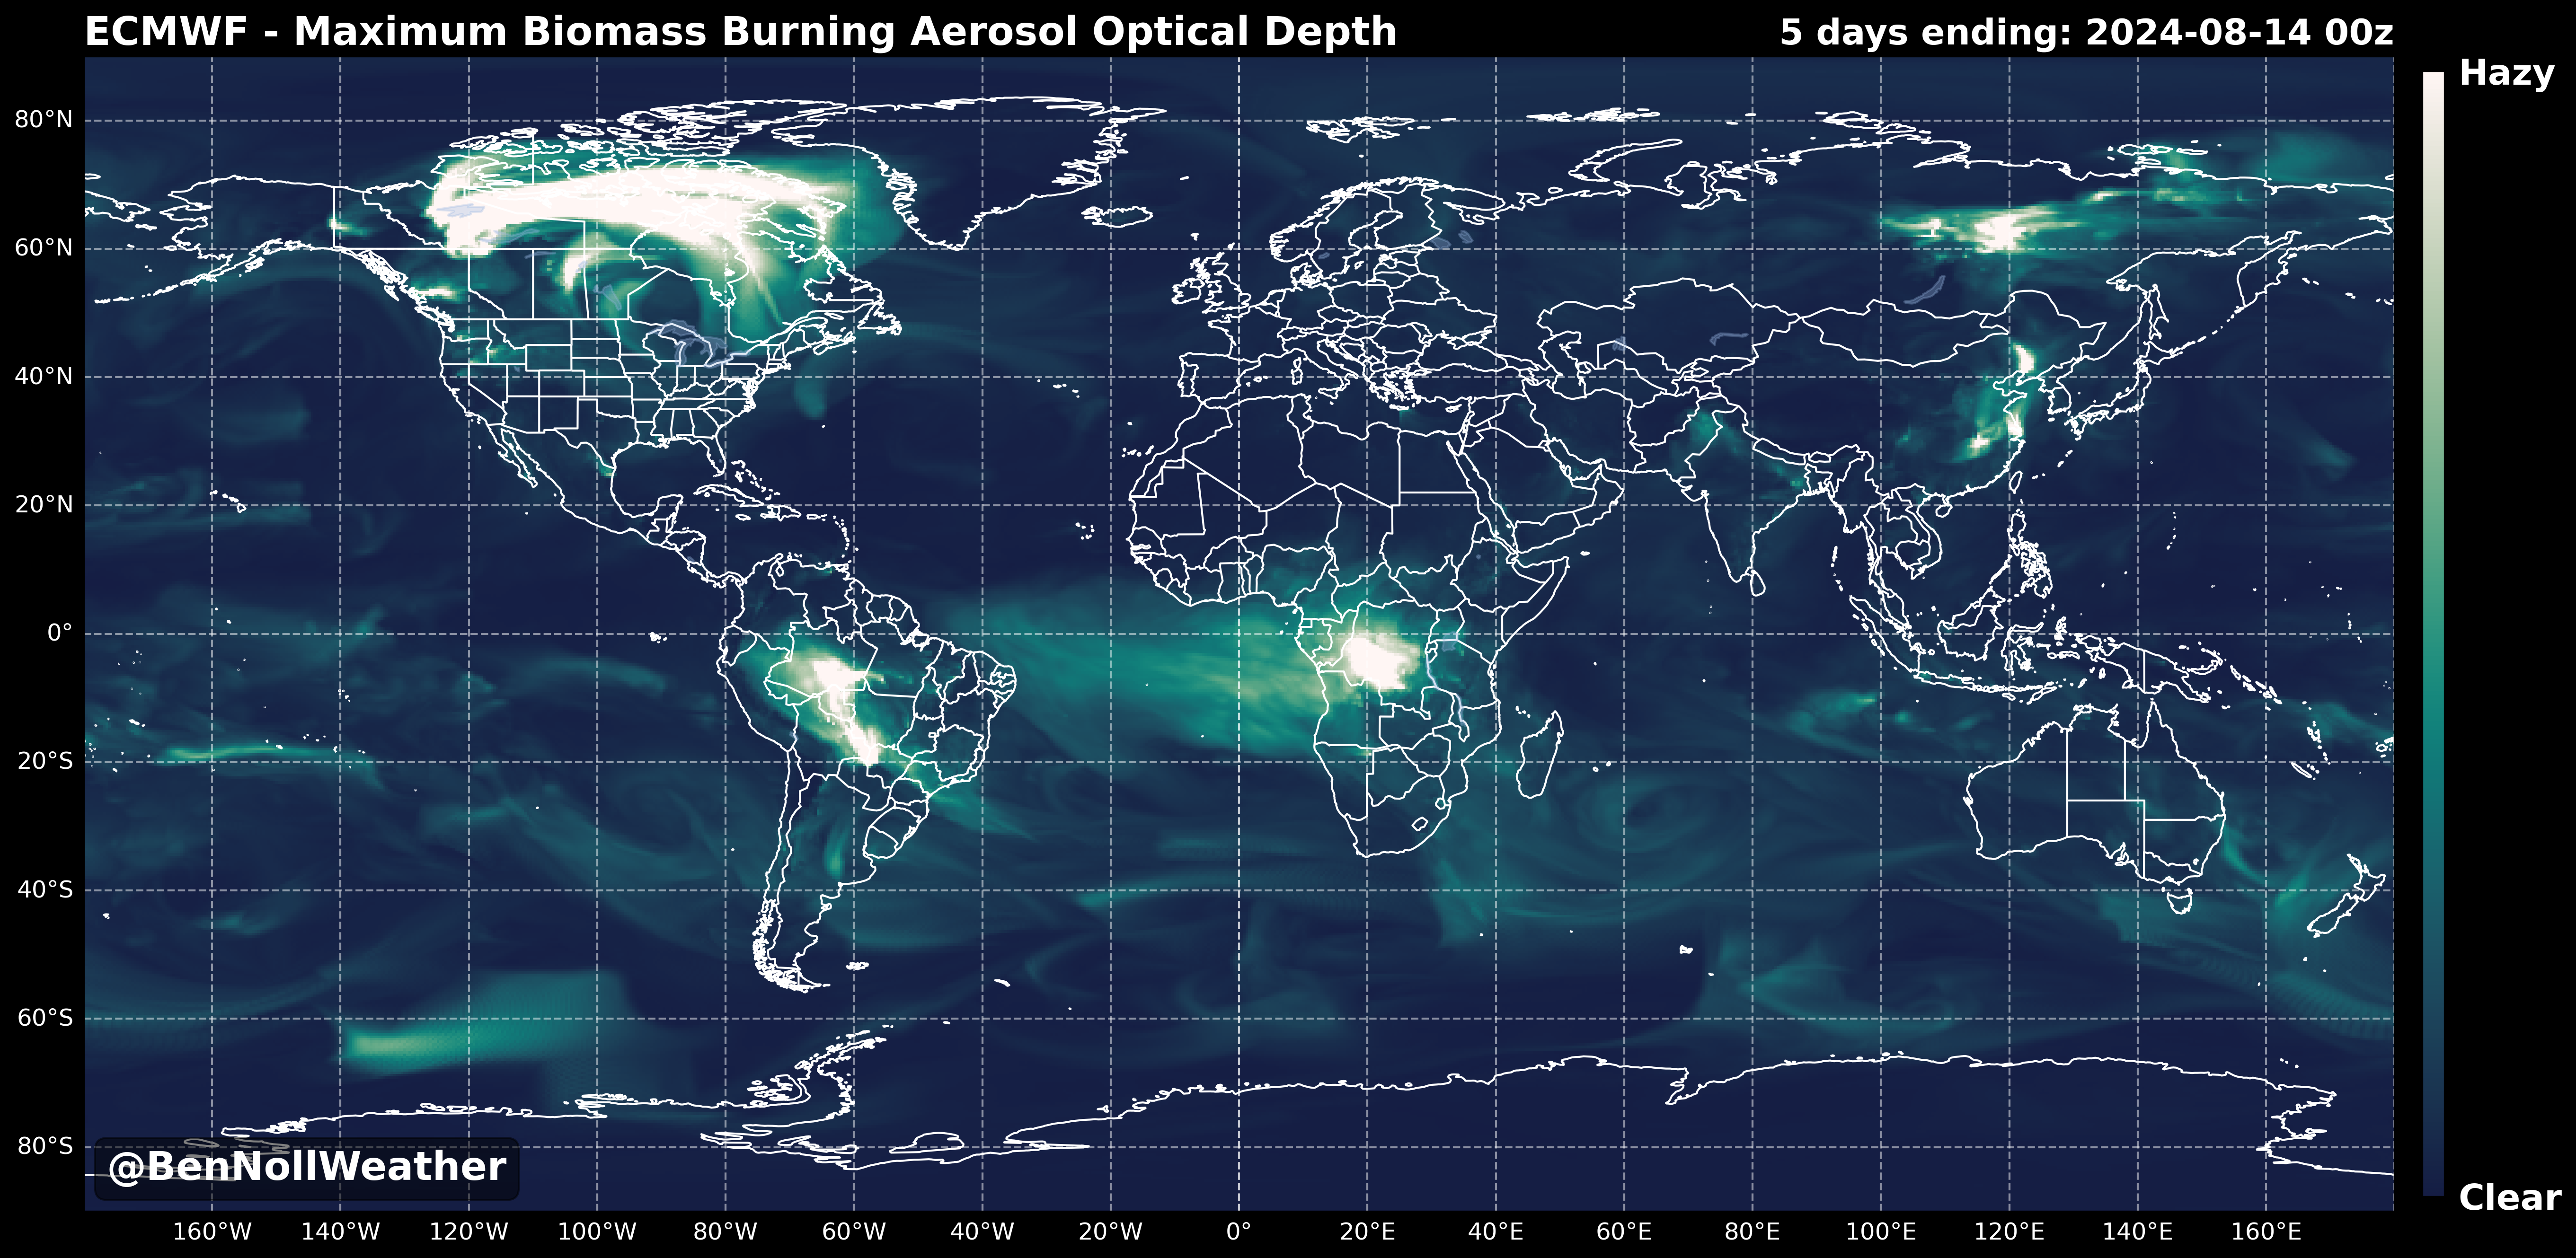 ECMWF - Maximum Biomass Burning Aerosol Optical Depth
5 days ending: 2024-08-14 00z
Hazy
80°N
60°N
40°N
20°N
0°
20°S
40°S
60°S
80°S
@BenNollWeather
Clear
160°W 140°W 120°W 100°W 80°W 60°W 40°W 20°W 0° 20°E 40°E 60°E 80°E 100°E 120°E 140°E 160°E